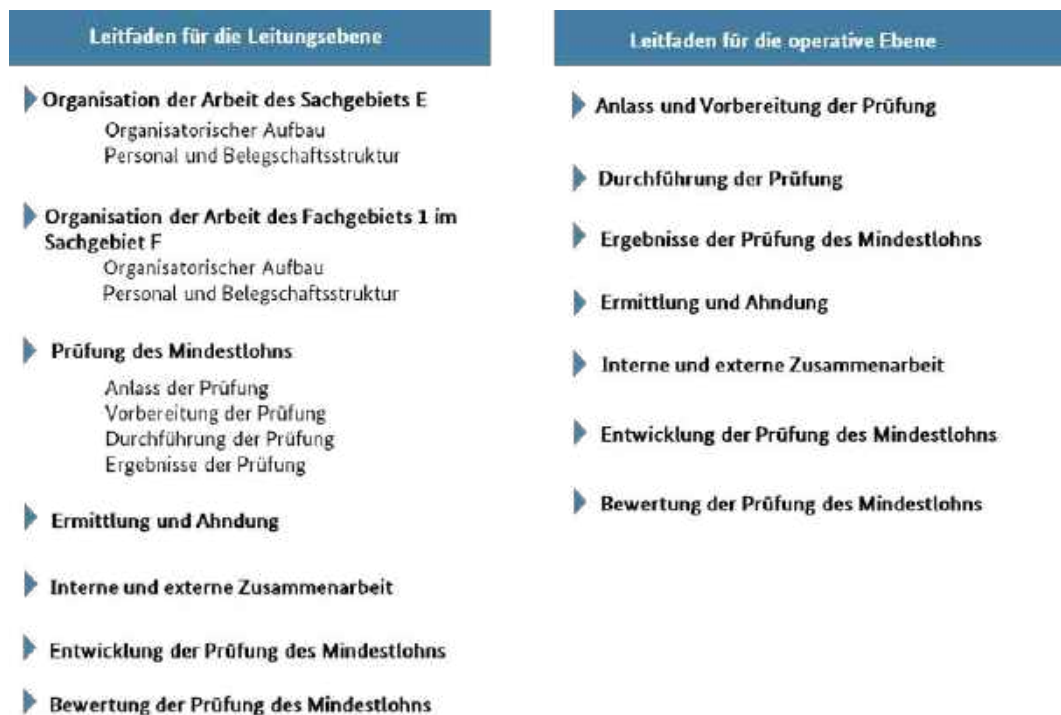 Leitfaden für die Leitungsebene
Organisation der Arbeit des Sachgebiets E
Organisatorischer Aufbau
Personal und Belegschaftsstruktur
Organisation der Arbeit des Fachgebiets 1 im
Sachgebiet F
Organisatorischer Aufbau
Personal und Belegschaftsstruktur
Prüfung des Mindestlohns
Anlass der Prüfung
Vorbereitung der Prüfung
Durchführung der Prüfung
Ergebnisse der Prüfung
Ermittlung und Ahndung
Interne und externe Zusammenarbeit
Entwicklung der Prüfung des Mindestlohns
Bewertung der Prüfung des Mindestlohns
Leitfaden für die operative Ebene
Anlass und Vorbereitung der Prüfung
Durchführung der Prüfung
Ergebnisse der Prüfung des Mindestlohns
Ermittlung und Ahndung
Interne und externe Zusammenarbeit
Entwicklung der Prüfung des Mindestlohns
Bewertung der Prüfung des Mindestlohns